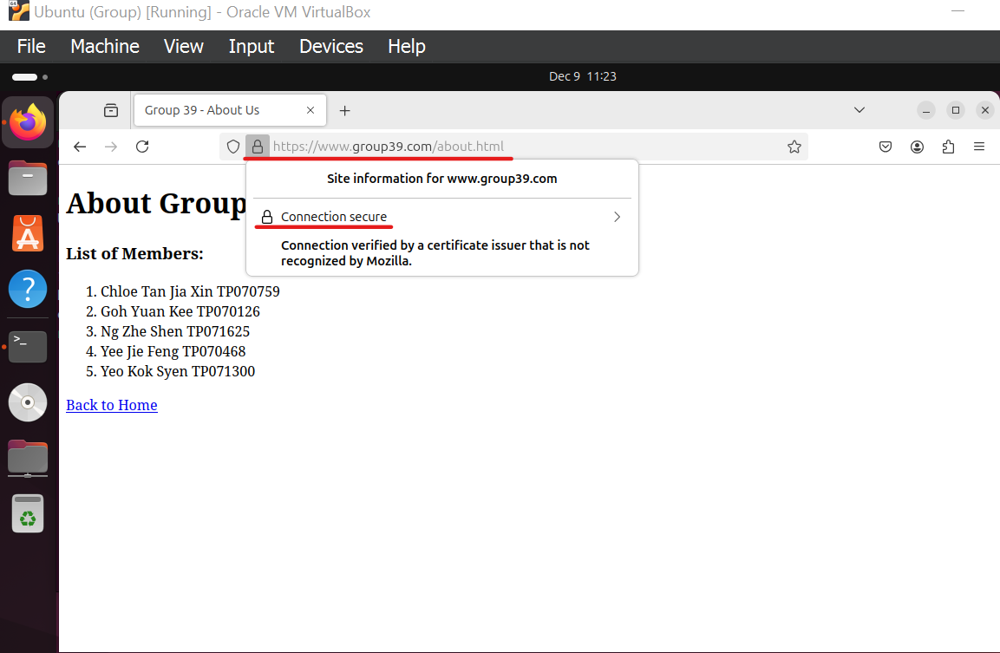 Ubuntu (Group) [Running] - Oracle VM VirtualBox
File Machine View Input Devices Help
Dec 9 11:23
Group 39 - About Us
https://www.group39.com/about.html
Site information for www.group39.com
About Group
Connection secure
Connection verified by a certificate issuer that is not
recognized by Mozilla.
List of Members:
1. Chloe Tan Jia Xin TP070759
2. Goh Yuan Kee TP070126
3. Ng Zhe Shen TP071625
4. Yee Jie Feng TP070468
5. Yeo Kok Syen TP071300
Back to Home